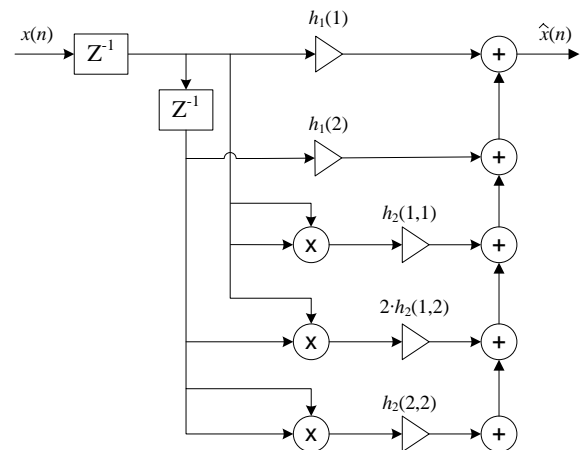 x(n)
Z⁻¹
h₁(1)
+
x̂(n)
Z⁻¹
h₁(2)
+
h₂(1,1)
x
+
2·h₂(1,2)
x
+
h₂(2,2)
x
+